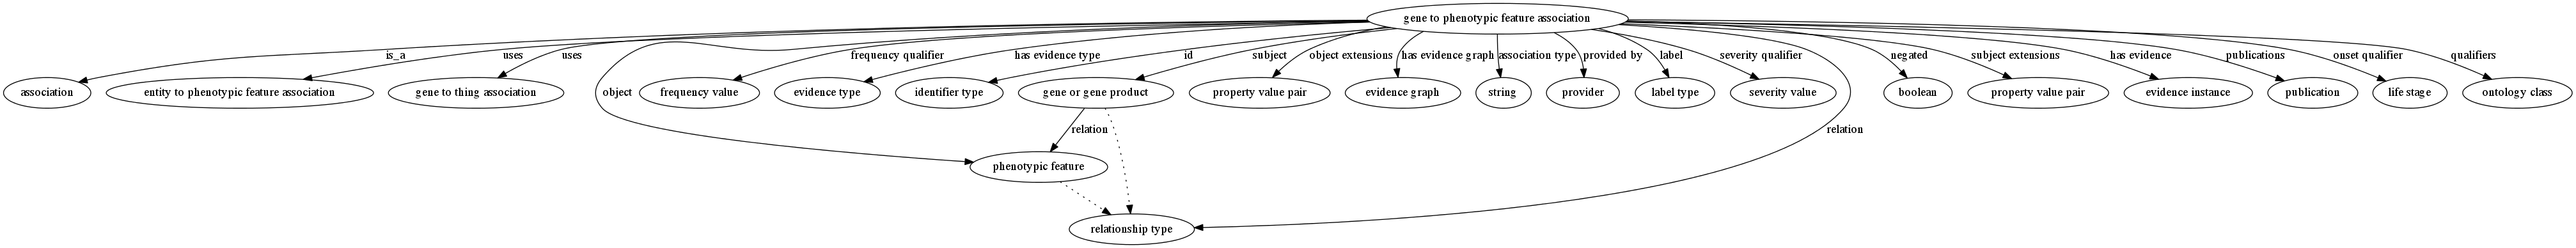 gene to phenotypic feature association
is_a
uses
uses
frequency qualifier
has evidence type
id
subject
object extensions
has evidence graph
association type
provided by
label
severity qualifier
negated
subject extensions
has evidence
publications
onset qualifier
qualifiers
association
entity to phenotypic feature association
gene to thing association
object
frequency value
evidence type
identifier type
gene or gene product
property value pair
evidence graph
string
provider
label type
severity value
boolean
property value pair
evidence instance
publication
life stage
ontology class
relation
relation
phenotypic feature
relationship type